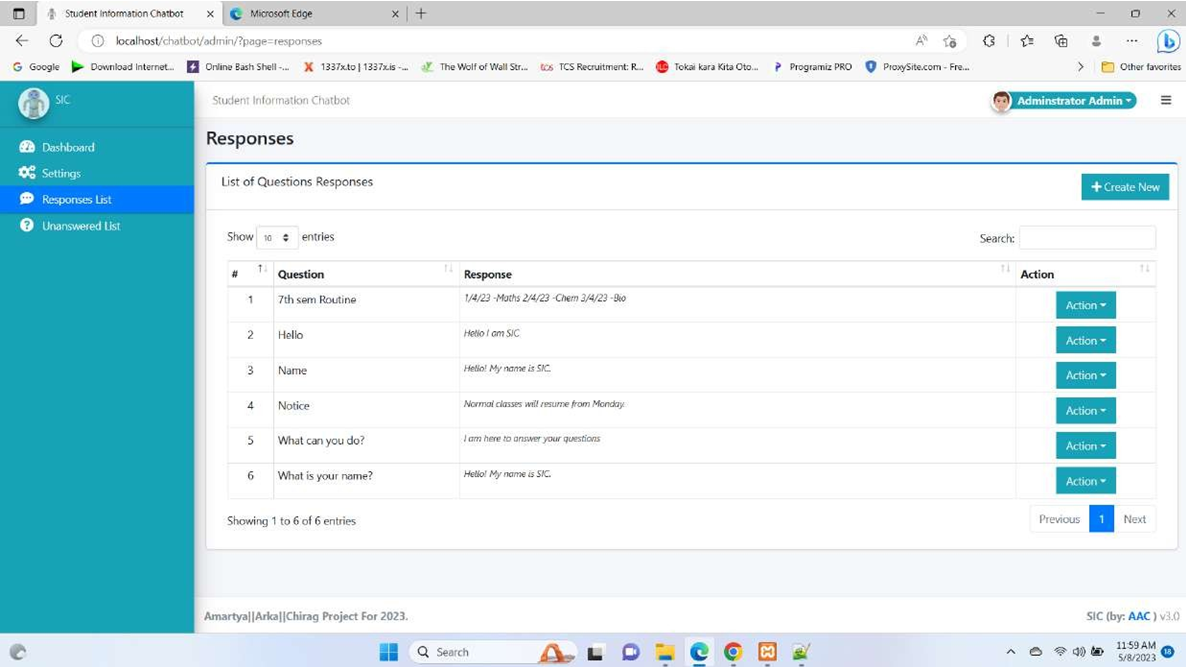 Student Information Chatbot
Microsoft Edge
localhost/chatbot/admin/?page=responses
Google
Download Internet...
Online Bash Shell -...
1337x.to | 1337x.is -...
The Wolf of Wall Str...
TCS Recruitment: R...
Tokai kara Kita Oto...
Programiz PRO
ProxySite.com - Fre...
Other favorites
SIC
Student Information Chatbot
Adminstrator Admin
Dashboard
Settings
Responses List
Unanswered List
Responses
List of Questions Responses
+ Create New
Show 10 entries
Search:
# Question Response Action
1 7th sem Routine 1/4/23 -Maths 2/4/23 -Chem 3/4/23 -Bio Action
2 Hello Hello I am SIC Action
3 Name Hello! My name is SIC. Action
4 Notice Normal classes will resume from Monday. Action
5 What can you do? I am here to answer your questions Action
6 What is your name? Hello! My name is SIC. Action
Showing 1 to 6 of 6 entries
Previous 1 Next
Amartya||Arka||Chirag Project For 2023.
SIC (by: AAC ) v3.0
Search
11:59 AM
5/8/2023
18